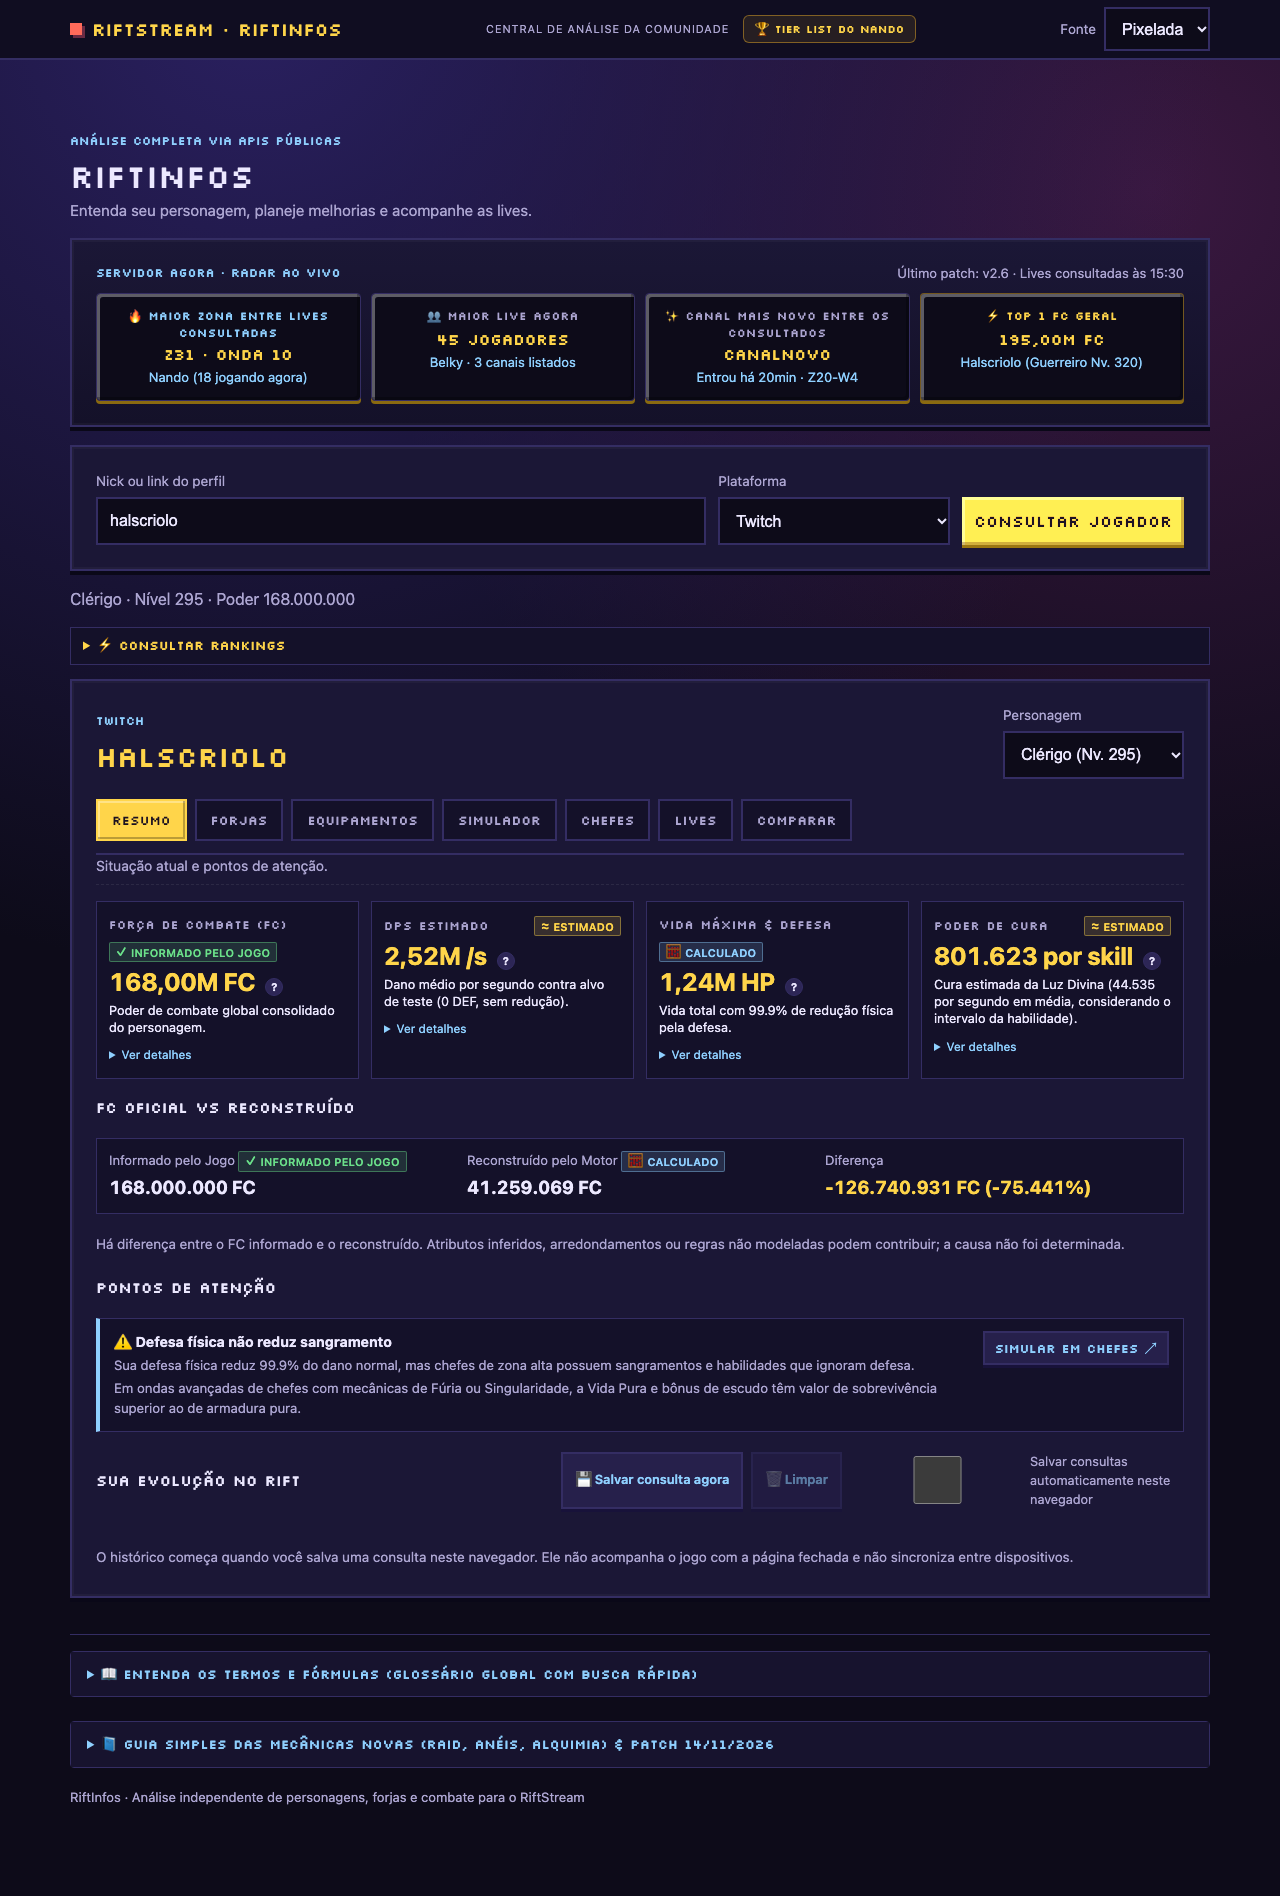 RIFTSTREAM · RIFTINFOS
CENTRAL DE ANÁLISE DA COMUNIDADE
🏆 TIER LIST DO NANDO
Fonte
Pixelada
ANÁLISE COMPLETA VIA APIS PÚBLICAS
RIFTINFOS
Entenda seu personagem, planeje melhorias e acompanhe as lives.
SERVIDOR AGORA · RADAR AO VIVO
Último patch: v2.6 · Lives consultadas às 15:30
🔥 MAIOR ZONA ENTRE LIVES
CONSULTADAS
Z31 · ONDA 10
Nando (18 jogando agora)
👥 MAIOR LIVE AGORA
45 JOGADORES
Belky · 3 canais listados
✨ CANAL MAIS NOVO ENTRE OS
CONSULTADOS
CANALNOVO
Entrou há 20min · Z20-W4
⚡ TOP 1 FC GERAL
195,00M FC
Halscriolo (Guerreiro Nv. 320)
Nick ou link do perfil
halscriolo
Plataforma
Twitch
CONSULTAR JOGADOR
Clérigo · Nível 295 · Poder 168.000.000
▶ ⚡ CONSULTAR RANKINGS
TWITCH
HALSCRIOLO
Personagem
Clérigo (Nv. 295)
RESUMO
FORJAS
EQUIPAMENTOS
SIMULADOR
CHEFES
LIVES
COMPARAR
Situação atual e pontos de atenção.
FORÇA DE COMBATE (FC)
✓ INFORMADO PELO JOGO
168,00M FC ?
Poder de combate global consolidado
do personagem.
▶ Ver detalhes
DPS ESTIMADO
≈ ESTIMADO
2,52M /s ?
Dano médio por segundo contra alvo
de teste (0 DEF, sem redução).
▶ Ver detalhes
VIDA MÁXIMA & DEFESA
🧮 CALCULADO
1,24M HP ?
Vida total com 99.9% de redução física
pela defesa.
▶ Ver detalhes
PODER DE CURA
≈ ESTIMADO
801.623 por skill ?
Cura estimada da Luz Divina (44.535
por segundo em média, considerando o
intervalo da habilidade).
▶ Ver detalhes
FC OFICIAL VS RECONSTRUÍDO
Informado pelo Jogo ✓ INFORMADO PELO JOGO
168.000.000 FC
Reconstruído pelo Motor 🧮 CALCULADO
41.259.069 FC
Diferença
-126.740.931 FC (-75.441%)
Há diferença entre o FC informado e o reconstruído. Atributos inferidos, arredondamentos ou regras não modeladas podem contribuir; a causa não foi determinada.
PONTOS DE ATENÇÃO
⚠️ Defesa física não reduz sangramento
Sua defesa física reduz 99.9% do dano normal, mas chefes de zona alta possuem sangramentos e habilidades que ignoram defesa.
Em ondas avançadas de chefes com mecânicas de Fúria ou Singularidade, a Vida Pura e bônus de escudo têm valor de sobrevivência
superior ao de armadura pura.
SIMULAR EM CHEFES ↗
SUA EVOLUÇÃO NO RIFT
💾 Salvar consulta agora
🗑 Limpar
Salvar consultas
automaticamente neste
navegador
O histórico começa quando você salva uma consulta neste navegador. Ele não acompanha o jogo com a página fechada e não sincroniza entre dispositivos.
▶ 📖 ENTENDA OS TERMOS E FÓRMULAS (GLOSSÁRIO GLOBAL COM BUSCA RÁPIDA)
▶ 📘 GUIA SIMPLES DAS MECÂNICAS NOVAS (RAID, ANÉIS, ALQUIMIA) & PATCH 14/11/2026
RiftInfos · Análise independente de personagens, forjas e combate para o RiftStream